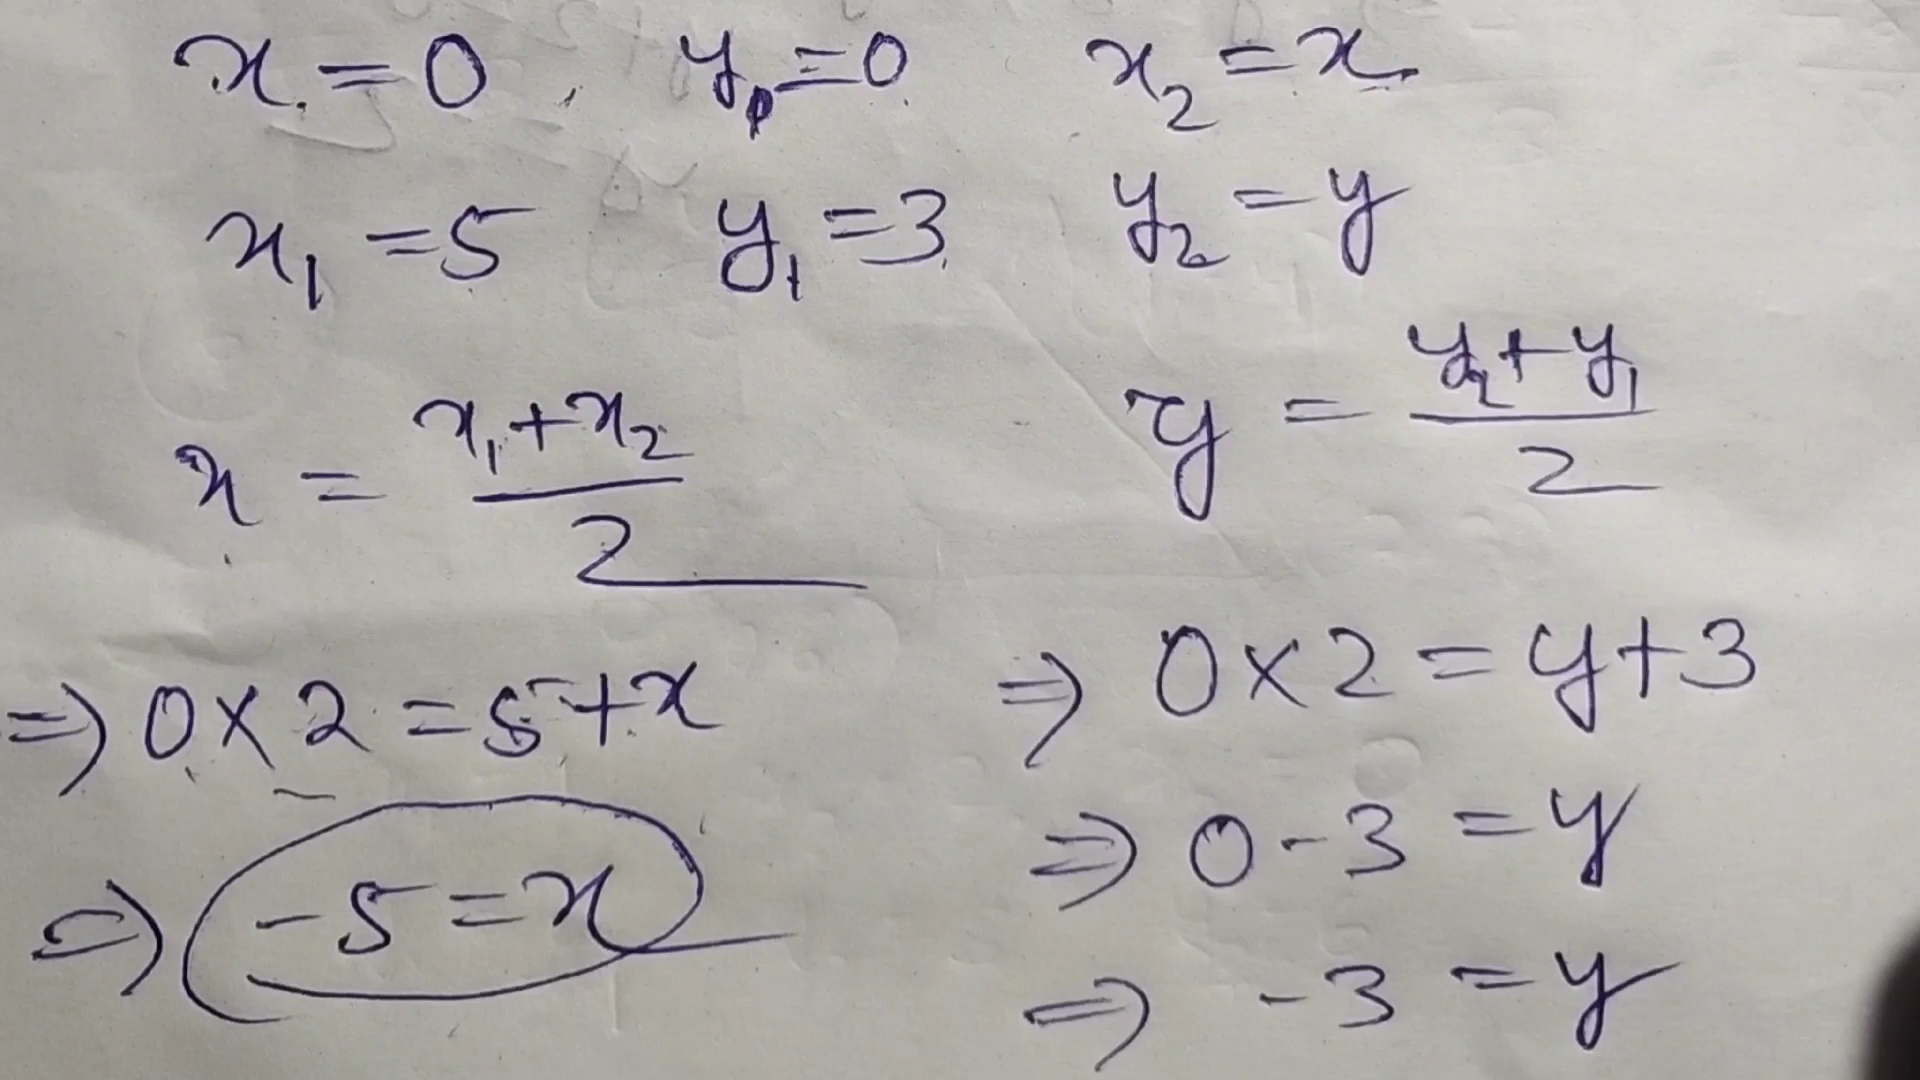 x = 0, y = 0 x₂ = x
x₁ = 5 y₁ = 3 y₂ = y
x = (x₁ + x₂)/2 y = (y₂ + y₁)/2
⇒ 0 × 2 = 5 + x ⇒ 0 × 2 = y + 3
⇒ -5 = x ⇒ 0 - 3 = y
⇒ -3 = y